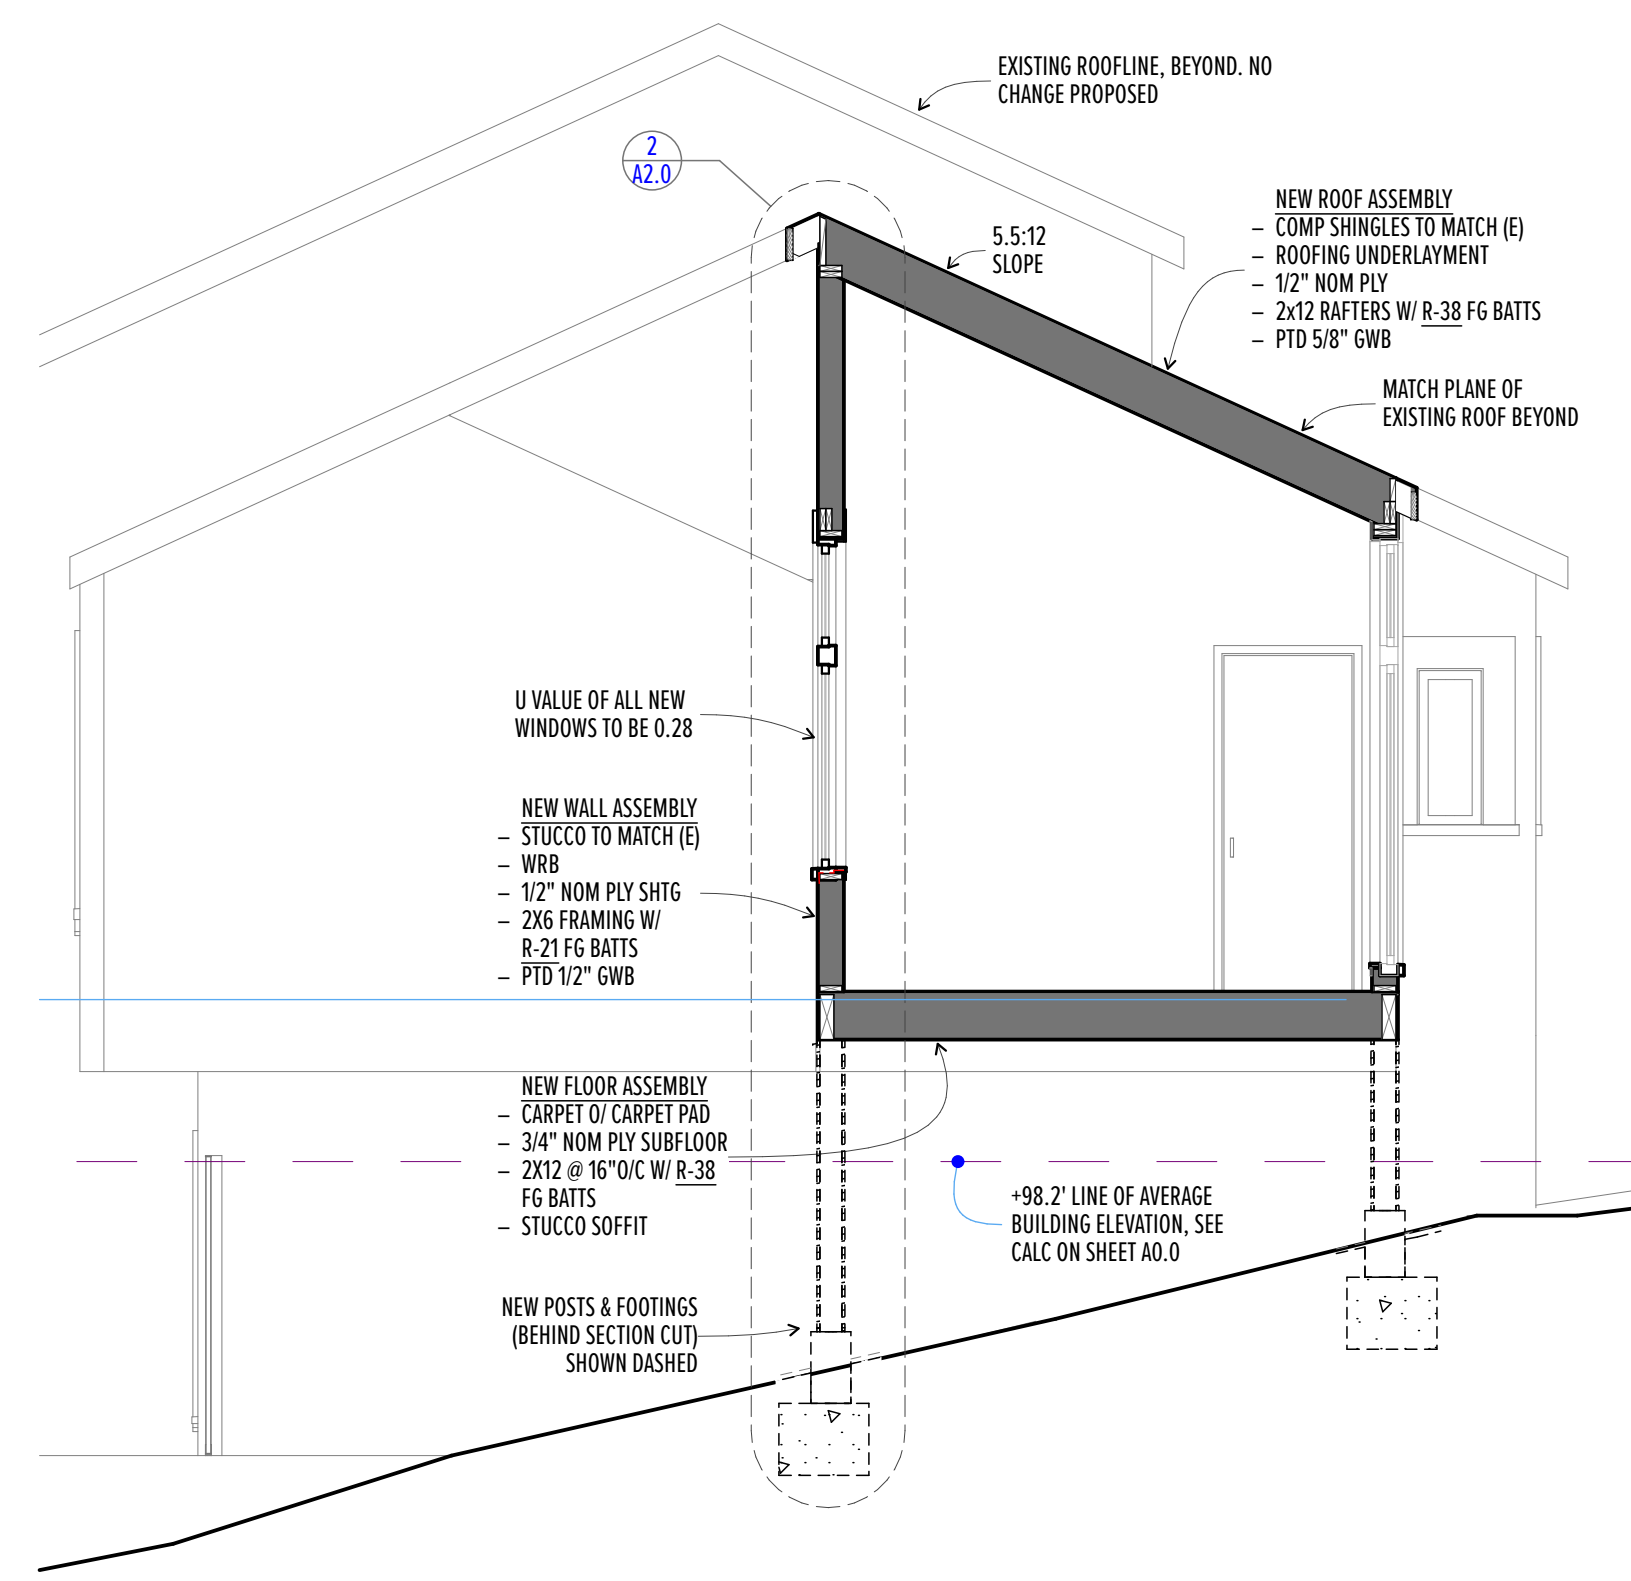 EXISTING ROOFLINE, BEYOND. NO
CHANGE PROPOSED
2
A2.0
5.5:12
SLOPE
NEW ROOF ASSEMBLY
– COMP SHINGLES TO MATCH (E)
– ROOFING UNDERLAYMENT
– 1/2" NOM PLY
– 2x12 RAFTERS W/ R-38 FG BATTS
– PTD 5/8" GWB
MATCH PLANE OF
EXISTING ROOF BEYOND
U VALUE OF ALL NEW
WINDOWS TO BE 0.28
NEW WALL ASSEMBLY
– STUCCO TO MATCH (E)
– WRB
– 1/2" NOM PLY SHTG
– 2X6 FRAMING W/
R-21 FG BATTS
– PTD 1/2" GWB
NEW FLOOR ASSEMBLY
– CARPET O/ CARPET PAD
– 3/4" NOM PLY SUBFLOOR
– 2X12 @ 16"O/C W/ R-38
FG BATTS
– STUCCO SOFFIT
+98.2' LINE OF AVERAGE
BUILDING ELEVATION, SEE
CALC ON SHEET A0.0
NEW POSTS & FOOTINGS
(BEHIND SECTION CUT)
SHOWN DASHED